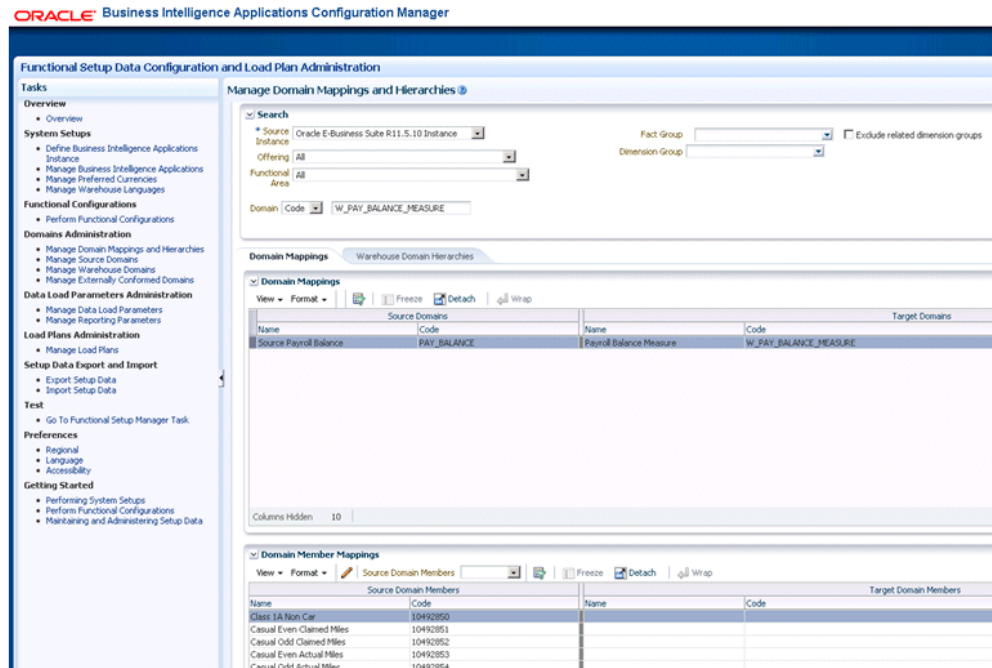 ORACLE Business Intelligence Applications Configuration Manager
Functional Setup Data Configuration and Load Plan Administration
Tasks
Overview
Overview
System Setups
Define Business Intelligence Applications
Instance
Manage Business Intelligence Applications
Manage Preferred Currencies
Manage Warehouse Languages
Functional Configurations
Perform Functional Configurations
Domains Administration
Manage Domain Mappings and Hierarchies
Manage Source Domains
Manage Warehouse Domains
Manage Externally Conformed Domains
Data Load Parameters Administration
Manage Data Load Parameters
Manage Reporting Parameters
Load Plans Administration
Manage Load Plans
Setup Data Export and Import
Export Setup Data
Import Setup Data
Test
Go To Functional Setup Manager Task
Preferences
Regional
Language
Accessibility
Getting Started
Performing System Setups
Perform Functional Configurations
Maintaining and Administering Setup Data
Manage Domain Mappings and Hierarchies
Search
* Source Instance Oracle E-Business Suite R11.5.10 Instance
Offering All
Functional Area All
Domain Code W_PAY_BALANCE_MEASURE
Fact Group Exclude related dimension groups
Dimension Group
Domain Mappings Warehouse Domain Hierarchies
Domain Mappings
View Format Freeze Detach Wrap
Source Domains Target Domains
Name Code Name Code
Source Payroll Balance PAY_BALANCE Payroll Balance Measure W_PAY_BALANCE_MEASURE
Columns Hidden 10
Domain Member Mappings
View Format Source Domain Members Freeze Detach Wrap
Source Domain Members Target Domain Members
Name Code Name Code
Class 1A Non Car 10492850
Casual Even Claimed Miles 10492851
Casual Odd Claimed Miles 10492852
Casual Even Actual Miles 10492853
Casual Odd Actual Miles 10492854